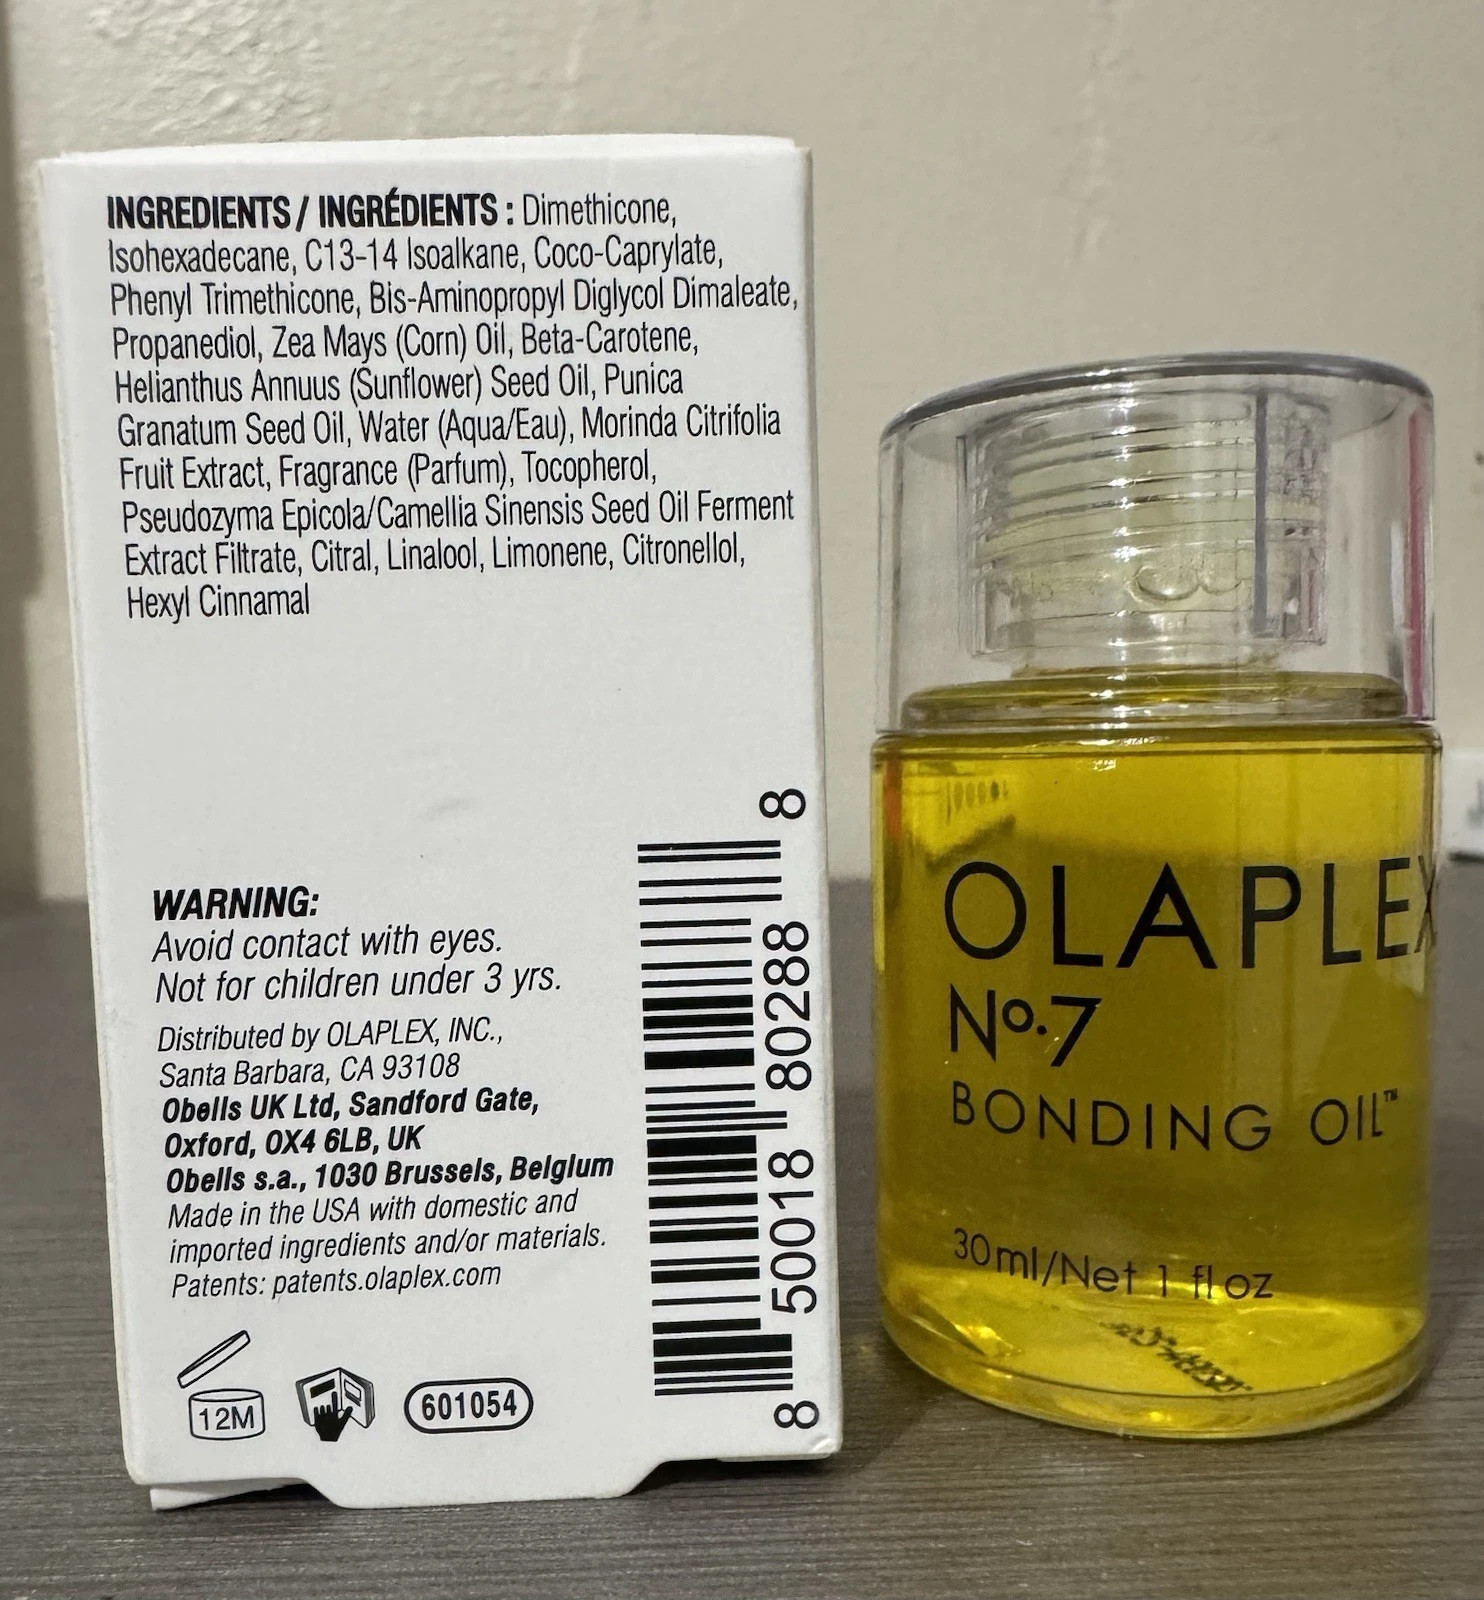 INGREDIENTS / INGRÉDIENTS : Dimethicone,
Isohexadecane, C13-14 Isoalkane, Coco-Caprylate,
Phenyl Trimethicone, Bis-Aminopropyl Diglycol Dimaleate,
Propanediol, Zea Mays (Corn) Oil, Beta-Carotene,
Helianthus Annuus (Sunflower) Seed Oil, Punica
Granatum Seed Oil, Water (Aqua/Eau), Morinda Citrifolia
Fruit Extract, Fragrance (Parfum), Tocopherol,
Pseudozyma Epicola/Camellia Sinensis Seed Oil Ferment
Extract Filtrate, Citral, Linalool, Limonene, Citronellol,
Hexyl Cinnamal
WARNING:
Avoid contact with eyes.
Not for children under 3 yrs.
Distributed by OLAPLEX, INC.,
Santa Barbara, CA 93108
Obells UK Ltd, Sandford Gate,
Oxford, OX4 6LB, UK
Obells s.a., 1030 Brussels, Belgium
Made in the USA with domestic and
imported ingredients and/or materials.
Patents: patents.olaplex.com
12M
601054
8 50018 80288 8
OLAPLEX
Nº.7
BONDING OIL™
30ml/Net 1 fl oz